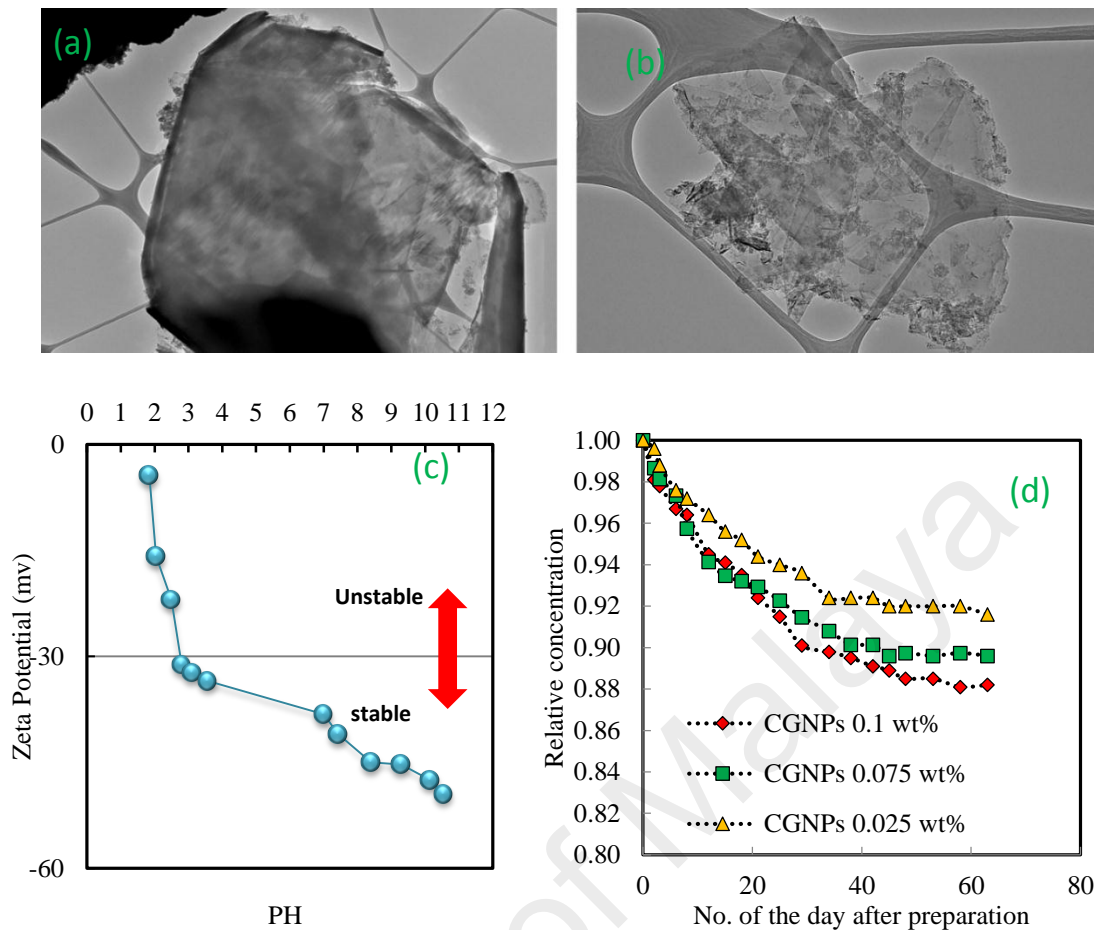 (a)
(b)
0 1 2 3 4 5 6 7 8 9 10 11 12
0
(c)
Unstable
-30
stable
-60
Zeta Potential (mv)
PH
1.00
(d)
0.98
0.96
0.94
0.92
0.90
0.88
0.86
0.84
0.82
0.80
Relative concentration
CGNPs 0.1 wt%
CGNPs 0.075 wt%
CGNPs 0.025 wt%
0 20 40 60 80
No. of the day after preparation
of Malaya